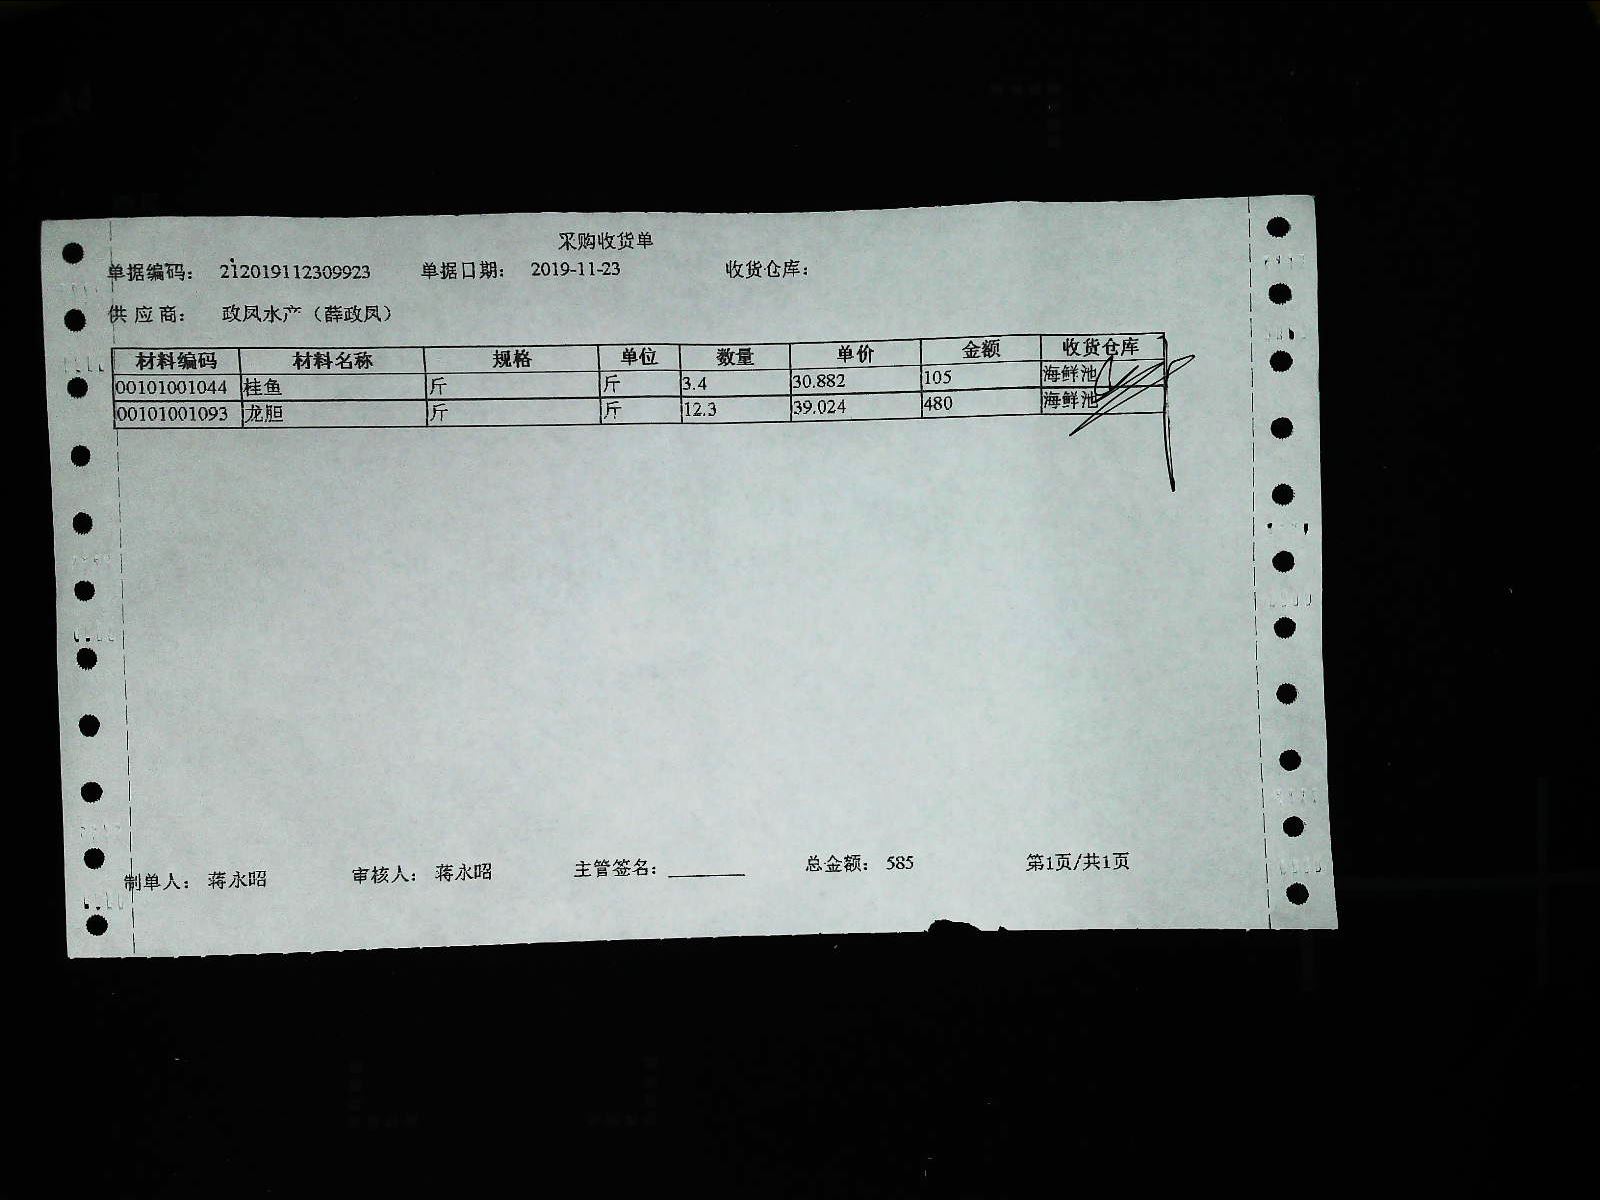 采购收货单
单据编码： 212019112309923 单据日期： 2019-11-23 收货仓库：
供应商： 政凤水产（薛政凤）
材料编码 材料名称 规格 单位 数量 单价 金额 收货仓库
00101001044 桂鱼 斤 斤 3.4 30.882 105 海鲜池
00101001093 龙胆 斤 斤 12.3 39.024 480 海鲜池
制单人： 蒋永昭 审核人： 蒋永昭 主管签名： 总金额： 585 第1页/共1页